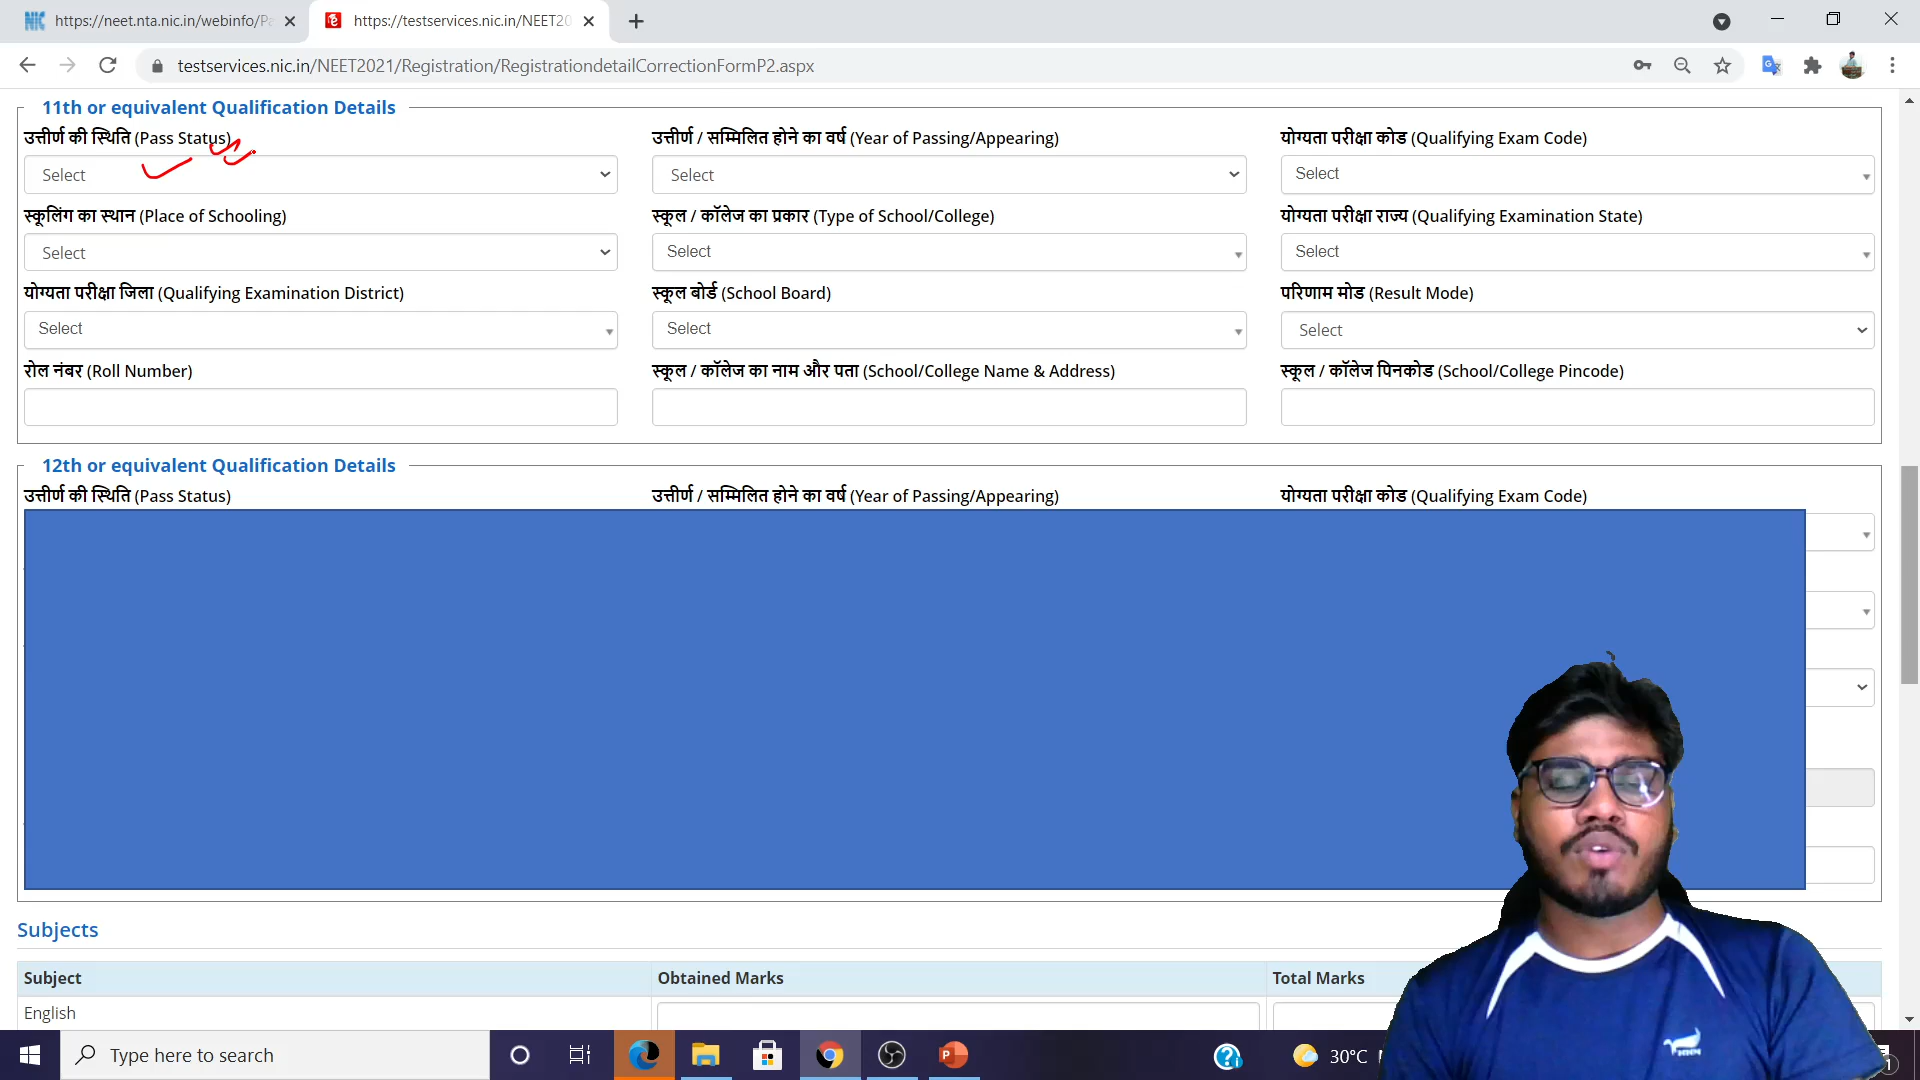 https://neet.nta.nic.in/webinfo/Pa
https://testservices.nic.in/NEET20
testservices.nic.in/NEET2021/Registration/RegistrationdetailCorrectionFormP2.aspx
11th or equivalent Qualification Details
उत्तीर्ण की स्थिति (Pass Status)
उत्तीर्ण / सम्मिलित होने का वर्ष (Year of Passing/Appearing)
योग्यता परीक्षा कोड (Qualifying Exam Code)
Select
Select
Select
स्कूलिंग का स्थान (Place of Schooling)
स्कूल / कॉलेज का प्रकार (Type of School/College)
योग्यता परीक्षा राज्य (Qualifying Examination State)
Select
Select
Select
योग्यता परीक्षा जिला (Qualifying Examination District)
स्कूल बोर्ड (School Board)
परिणाम मोड (Result Mode)
Select
Select
Select
रोल नंबर (Roll Number)
स्कूल / कॉलेज का नाम और पता (School/College Name & Address)
स्कूल / कॉलेज पिनकोड (School/College Pincode)
12th or equivalent Qualification Details
उत्तीर्ण की स्थिति (Pass Status)
उत्तीर्ण / सम्मिलित होने का वर्ष (Year of Passing/Appearing)
योग्यता परीक्षा कोड (Qualifying Exam Code)
Subjects
Subject
Obtained Marks
Total Marks
English
Type here to search
30°C